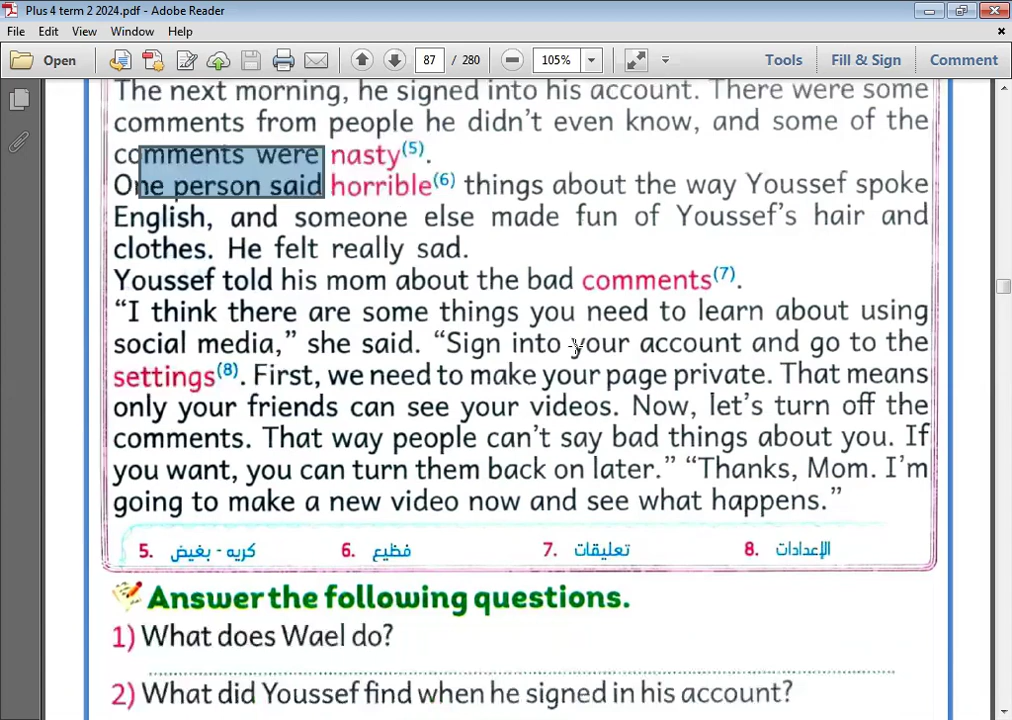 Plus 4 term 2 2024.pdf - Adobe Reader
File Edit View Window Help
Open 87 / 280 105% Tools Fill & Sign Comment
The next morning, he signed into his account. There were some
comments from people he didn't even know, and some of the
comments were nasty(5).
One person said horrible(6) things about the way Youssef spoke
English, and someone else made fun of Youssef's hair and
clothes. He felt really sad.
Youssef told his mom about the bad comments(7).
“I think there are some things you need to learn about using
social media,” she said. “Sign into your account and go to the
settings(8). First, we need to make your page private. That means
only your friends can see your videos. Now, let's turn off the
comments. That way people can't say bad things about you. If
you want, you can turn them back on later.” “Thanks, Mom. I'm
going to make a new video now and see what happens.”
5. كريه - بغيض 6. فظيع 7. تعليقات 8. الإعدادات
Answer the following questions.
1) What does Wael do?
2) What did Youssef find when he signed in his account?